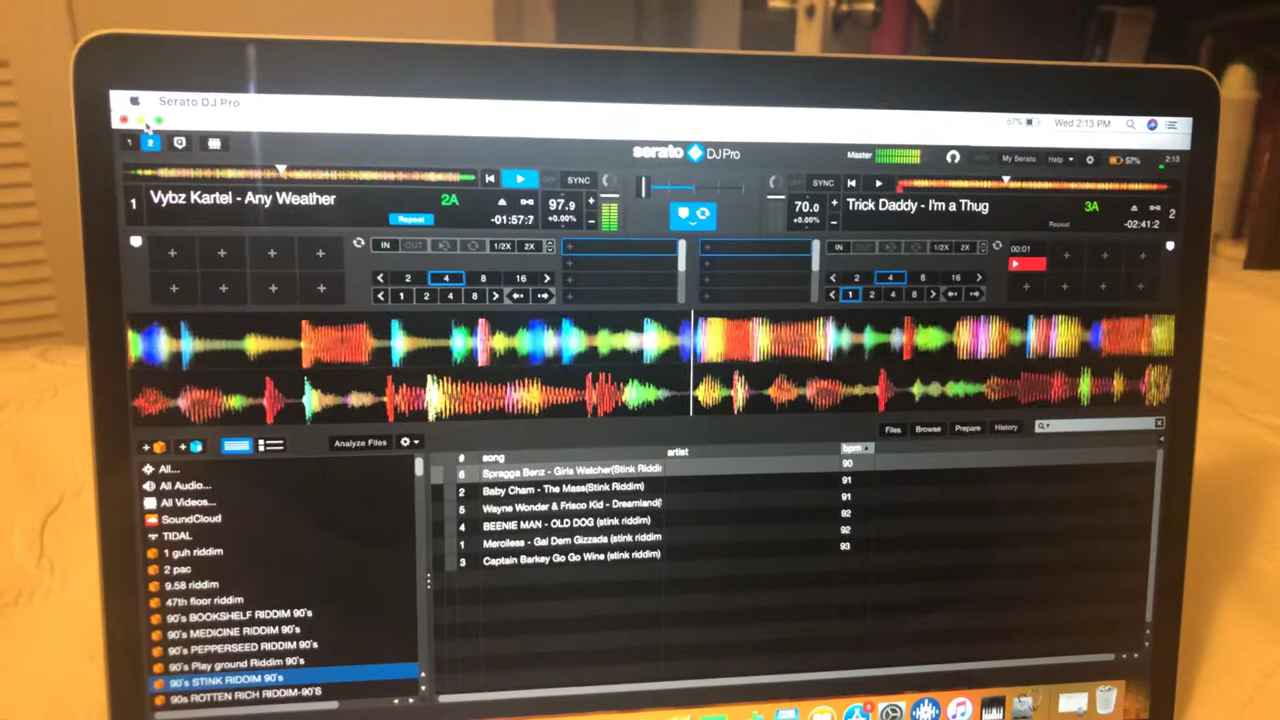 Serato DJ Pro
57% Wed 2:13 PM
1 2
serato DJ Pro
Master
My Serato Help 57% 2:13
SYNC
SYNC
1 Vybz Kartel - Any Weather 2A
Repeat -01:57:7
97.9
+0.00%
70.0
+0.00%
Trick Daddy - I'm a Thug 3A 2
Repeat -02:41:2
IN OUT 1/2X 2X
2 4 8 16
1 2 4 8
IN OUT 1/2X 2X
2 4 8 16
1 2 4 8
00:01
Analyze Files
Files Browse Prepare History
# song artist bpm
6 Spragga Benz - Girls Watcher(Stink Riddi 90
2 Baby Cham - The Mass(Stink Riddim) 91
5 Wayne Wonder & Frisco Kid - Dreamland( 91
4 BEENIE MAN - OLD DOG (stink riddim) 92
1 Merciless - Gal Dem Gizzada (stink riddim 92
3 Captain Barkey Go Go Wine (stink riddim) 93
All...
All Audio...
All Videos...
SoundCloud
TIDAL
1 guh riddim
2 pac
9.58 riddim
47th floor riddim
90's BOOKSHELF RIDDIM 90's
90's MEDICINE RIDDIM 90's
90's PEPPERSEED RIDDIM 90's
90's Play ground Riddim 90's
90's STINK RIDDIM 90's
90s ROTTEN RICH RIDDIM-90'S